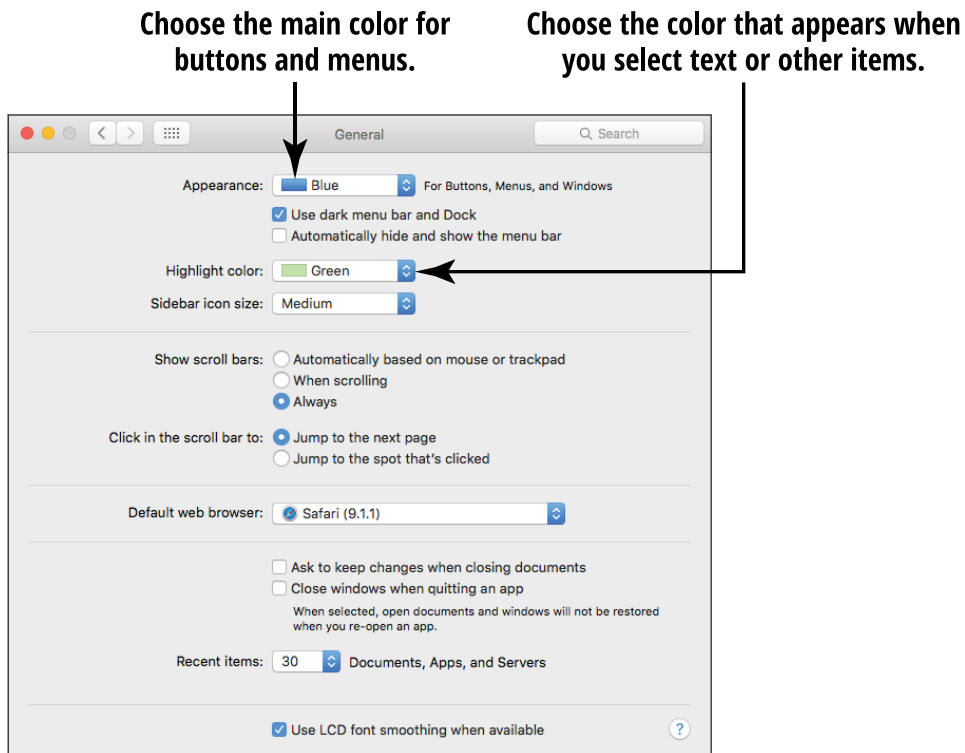 Choose the main color for
buttons and menus.
Choose the color that appears when
you select text or other items.
General
Search
Appearance: Blue For Buttons, Menus, and Windows
Use dark menu bar and Dock
Automatically hide and show the menu bar
Highlight color: Green
Sidebar icon size: Medium
Show scroll bars: Automatically based on mouse or trackpad
When scrolling
Always
Click in the scroll bar to: Jump to the next page
Jump to the spot that's clicked
Default web browser: Safari (9.1.1)
Ask to keep changes when closing documents
Close windows when quitting an app
When selected, open documents and windows will not be restored
when you re-open an app.
Recent items: 30 Documents, Apps, and Servers
Use LCD font smoothing when available ?